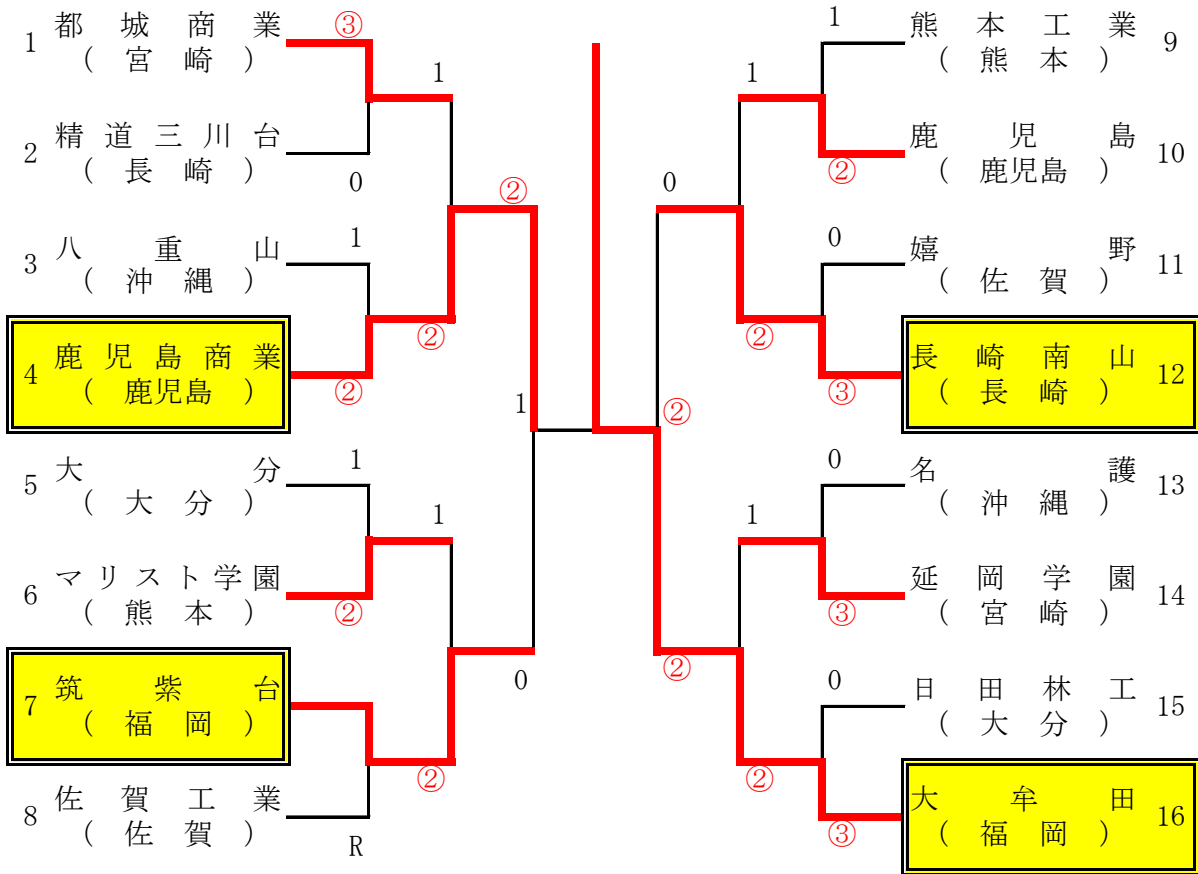 1 都城商業
(宮崎)
③
1
2 精道三川台
(長崎)
0
②
3 八重山
(沖縄)
1
②
4 鹿児島商業
(鹿児島)
②
1
5 大分
(大分)
1
1
6 マリスト学園
(熊本)
②
7 筑紫台
(福岡)
0
②
8 佐賀工業
(佐賀)
R
1
熊本工業 9
(熊本)
1
鹿児島 10
(鹿児島)
②
0
0
嬉野 11
(佐賀)
②
長崎南山 12
(長崎)
③
②
0
名護 13
(沖縄)
1
延岡学園 14
(宮崎)
③
②
0
日田林工 15
(大分)
②
大牟田 16
(福岡)
③